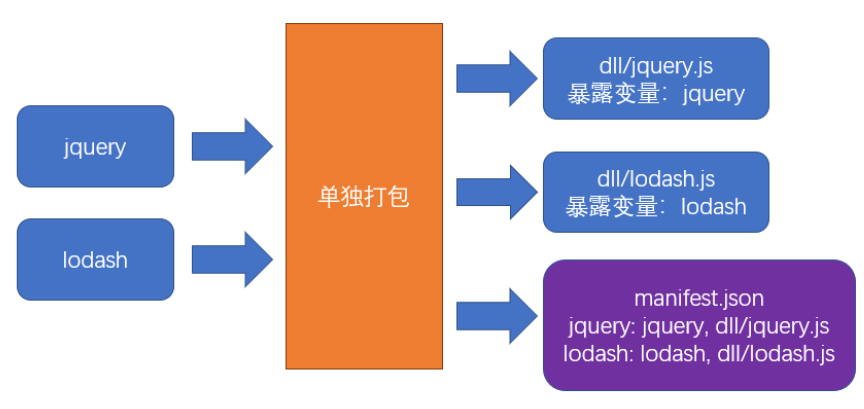 jquery
lodash
单独打包
dll/jquery.js
暴露变量：jquery
dll/lodash.js
暴露变量：lodash
manifest.json
jquery: jquery, dll/jquery.js
lodash: lodash, dll/lodash.js